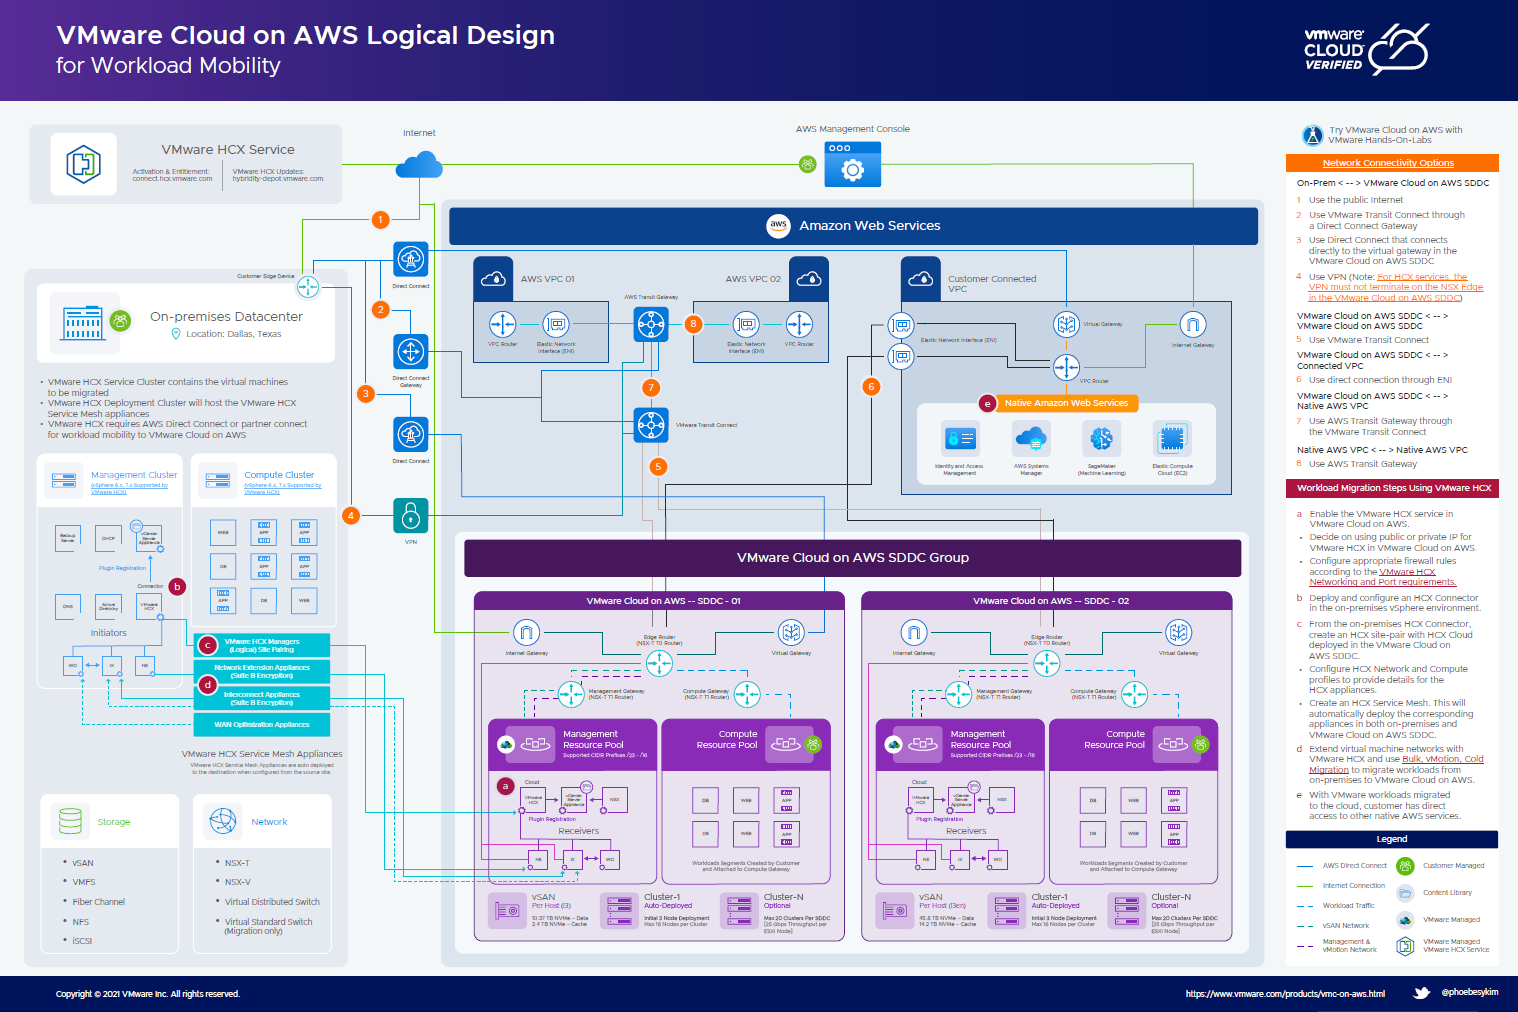 VMware Cloud on AWS Logical Design
for Workload Mobility
vmware
CLOUD
VERIFIED
VMware HCX Service
Activation & Entitlement:
connect.hcx.vmware.com
VMware HCX Updates:
hybridity-depot.vmware.com
Internet
AWS Management Console
aws
Amazon Web Services
1
2
3
4
Customer Edge Device
On-premises Datacenter
Location: Dallas, Texas
• VMware HCX Service Cluster contains the virtual machines
to be migrated
• VMware HCX Deployment Cluster will host the VMware HCX
Service Mesh appliances
• VMware HCX requires AWS Direct Connect or partner connect
for workload mobility to VMware Cloud on AWS
Management Cluster
(vSphere 6.x, 7.x Supported by
VMware HCX)
Compute Cluster
(vSphere 6.x, 7.x Supported by
VMware HCX)
Backup
Server
DHCP
vCenter
Server
Appliance
Plugin Registration
Connector
b
DNS
Active
Directory
VMware
HCX
Initiators
WO
IX
NE
WEB
APP
APP
DB
APP
APP
APP
DB
WEB
c
VMware HCX Managers
(Logical) Site Pairing
Network Extension Appliances
(Suite B Encryption)
d
Interconnect Appliances
(Suite B Encryption)
WAN Optimization Appliances
VMware HCX Service Mesh Appliances
VMware HCX Service Mesh Appliances are auto deployed
to the destination when configured from the source site.
Storage
• vSAN
• VMFS
• Fiber Channel
• NFS
• iSCSI
Network
• NSX-T
• NSX-V
• Virtual Distributed Switch
• Virtual Standard Switch
(Migration only)
Direct Connect
Direct Connect
Gateway
Direct Connect
VPN
AWS VPC 01
VPC Router
Elastic Network
Interface (ENI)
AWS Transit Gateway
8
7
VMware Transit Connect
5
AWS VPC 02
Elastic Network
Interface (ENI)
VPC Router
6
Customer Connected
VPC
Elastic Network Interface (ENI)
Virtual Gateway
Internet Gateway
VPC Router
e
Native Amazon Web Services
Identity and Access
Management
AWS Systems
Manager
SageMaker
(Machine Learning)
Elastic Compute
Cloud (EC2)
VMware Cloud on AWS SDDC Group
VMware Cloud on AWS -- SDDC - 01
Internet Gateway
Edge Router
(NSX-T T0 Router)
Virtual Gateway
Management Gateway
(NSX-T T1 Router)
Compute Gateway
(NSX-T T1 Router)
Management
Resource Pool
Supported CIDR Prefixes /23 - /16
Compute
Resource Pool
a
Cloud
VMware
HCX
vCenter
Server
Appliance
NSX
Plugin Registration
Receivers
NE
IX
WO
DB
WEB
APP
DB
WEB
APP
Workloads Segments Created by Customer
and Attached to Compute Gateway
vSAN
Per Host (i3)
10.37 TB NVMe – Data
3.4 TB NVMe – Cache
Cluster-1
Auto-Deployed
Initial 3 Node Deployment
Max 16 Nodes per Cluster
Cluster-N
Optional
Max 20 Clusters Per SDDC
[25 Gbps Throughput per
ESXi Node]
VMware Cloud on AWS -- SDDC - 02
Internet Gateway
Edge Router
(NSX-T T0 Router)
Virtual Gateway
Management Gateway
(NSX-T T1 Router)
Compute Gateway
(NSX-T T1 Router)
Management
Resource Pool
Supported CIDR Prefixes /23 - /16
Compute
Resource Pool
Cloud
VMware
HCX
vCenter
Server
Appliance
NSX
Plugin Registration
Receivers
NE
IX
WO
DB
WEB
APP
DB
WEB
APP
Workloads Segments Created by Customer
and Attached to Compute Gateway
vSAN
Per Host (i3en)
45.8 TB NVMe – Data
14.2 TB NVMe – Cache
Cluster-1
Auto-Deployed
Initial 3 Node Deployment
Max 16 Nodes per Cluster
Cluster-N
Optional
Max 20 Clusters Per SDDC
[25 Gbps Throughput per
ESXi Node]
Try VMware Cloud on AWS with
VMware Hands-On-Labs
Network Connectivity Options
On-Prem < -- > VMware Cloud on AWS SDDC
1 Use the public Internet
2 Use VMware Transit Connect through
a Direct Connect Gateway
3 Use Direct Connect that connects
directly to the virtual gateway in the
VMware Cloud on AWS SDDC
4 Use VPN (Note: For HCX services, the
VPN must not terminate on the NSX Edge
in the VMware Cloud on AWS SDDC)
VMware Cloud on AWS SDDC < -- >
VMware Cloud on AWS SDDC
5 Use VMware Transit Connect
VMware Cloud on AWS SDDC < -- >
Connected VPC
6 Use direct connection through ENI
VMware Cloud on AWS SDDC < -- >
Native AWS VPC
7 Use AWS Transit Gateway through
the VMware Transit Connect
Native AWS VPC < -- > Native AWS VPC
8 Use AWS Transit Gateway
Workload Migration Steps Using VMware HCX
a Enable the VMware HCX service in
VMware Cloud on AWS.
• Decide on using public or private IP for
VMware HCX in VMware Cloud on AWS.
• Configure appropriate firewall rules
according to the VMware HCX
Networking and Port requirements.
b Deploy and configure an HCX Connector
in the on-premises vSphere environment.
c From the on-premises HCX Connector,
create an HCX site-pair with HCX Cloud
deployed in the VMware Cloud on
AWS SDDC.
• Configure HCX Network and Compute
profiles to provide details for the
HCX appliances.
• Create an HCX Service Mesh. This will
automatically deploy the corresponding
appliances in both on-premises and
VMware Cloud on AWS SDDC.
d Extend virtual machine networks with
VMware HCX and use Bulk, vMotion, Cold
Migration to migrate workloads from
on-premises to VMware Cloud on AWS.
e With VMware workloads migrated
to the cloud, customer has direct
access to other native AWS services.
Legend
AWS Direct Connect
Internet Connection
Workload Traffic
vSAN Network
Management &
vMotion Network
Customer Managed
Content Library
VMware Managed
VMware Managed
VMware HCX Service
Copyright © 2021 VMware Inc. All rights reserved.
https://www.vmware.com/products/vmc-on-aws.html
@phoebesykim